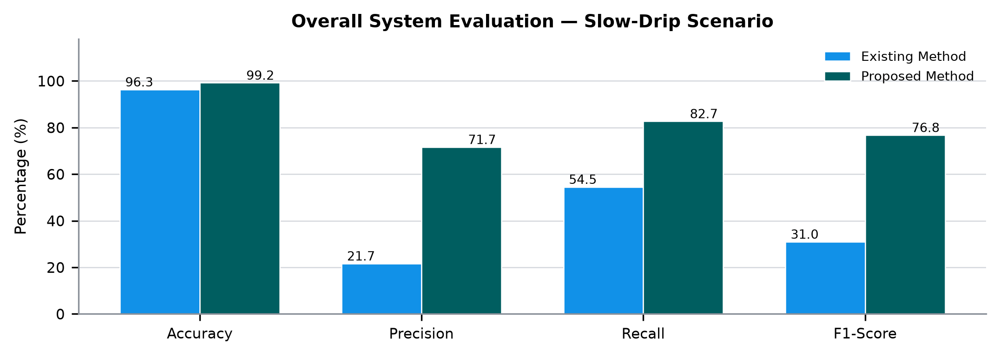 Overall System Evaluation — Slow-Drip Scenario
Existing Method
Proposed Method
Percentage (%)
100
80
60
40
20
0
96.3
99.2
21.7
71.7
54.5
82.7
31.0
76.8
Accuracy
Precision
Recall
F1-Score